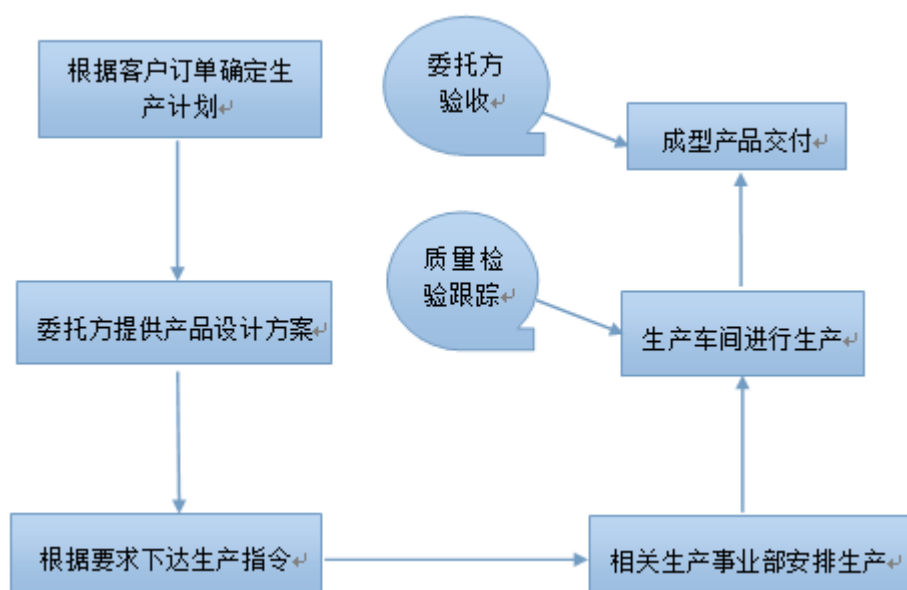 根据客户订单确定生
产计划
委托方提供产品设计方案
根据要求下达生产指令
相关生产事业部安排生产
质量检
验跟踪
生产车间进行生产
委托方
验收
成型产品交付